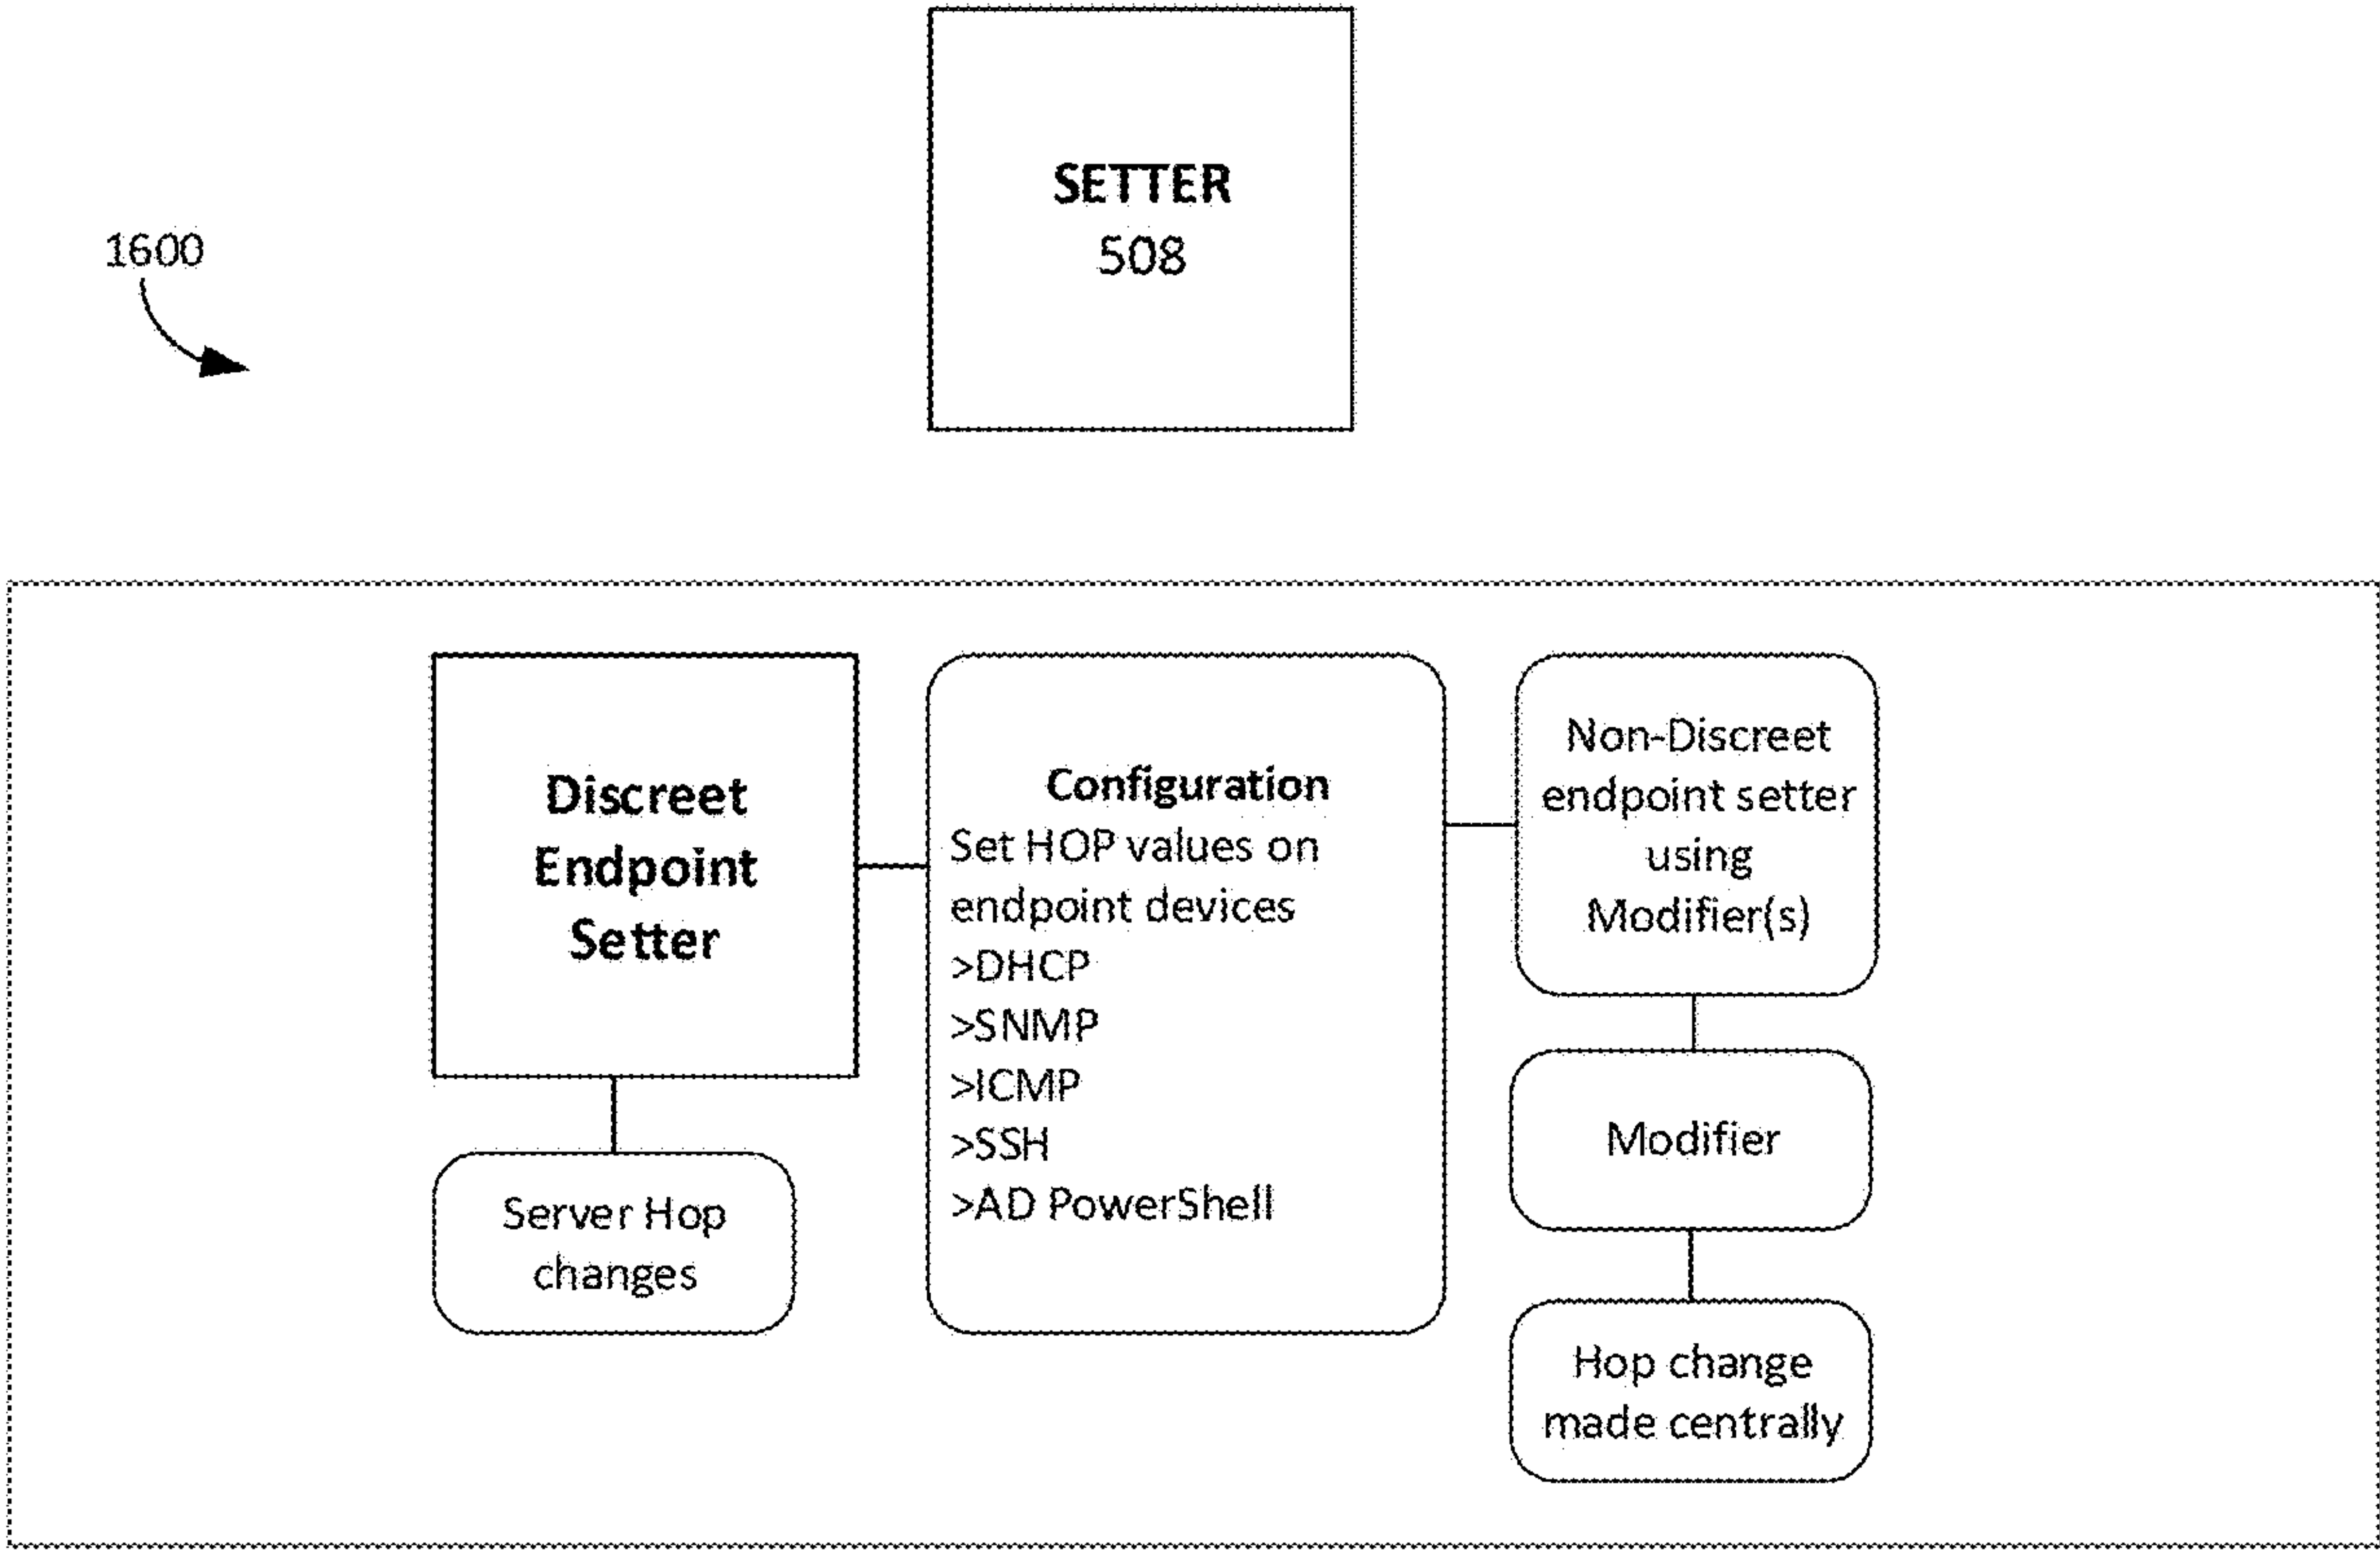 SETTER
508
1600
Discreet
Endpoint
Setter
Server Hop
changes
Configuration
Set HOP values on
endpoint devices
>DHCP
>SNMP
>ICMP
>SSH
>AD PowerShell
Non-Discreet
endpoint setter
using
Modifier(s)
Modifier
Hop change
made centrally